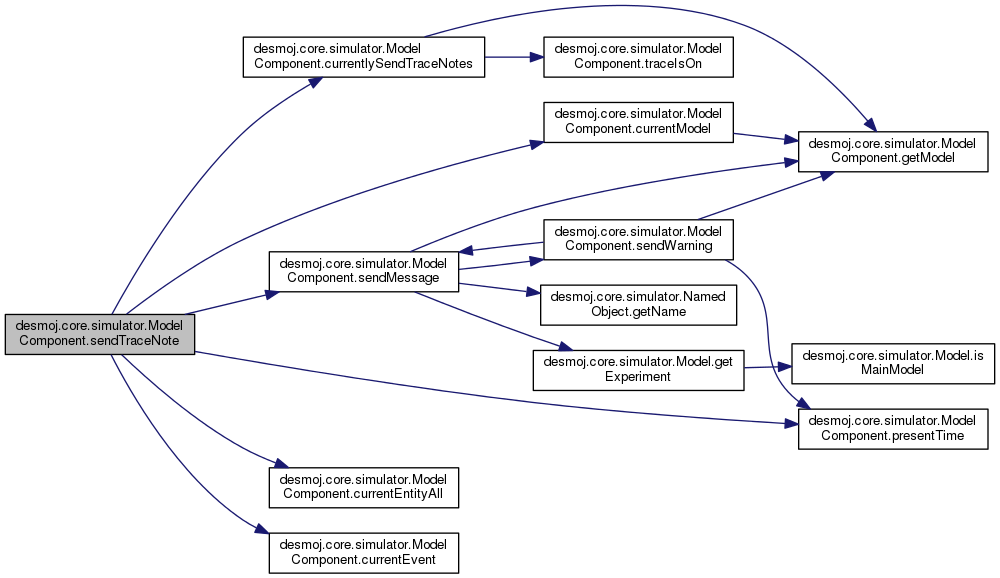 desmoj.core.simulator.Model
Component.currentlySendTraceNotes
desmoj.core.simulator.Model
Component.traceIsOn
desmoj.core.simulator.Model
Component.currentModel
desmoj.core.simulator.Model
Component.getModel
desmoj.core.simulator.Model
Component.sendWarning
desmoj.core.simulator.Model
Component.sendMessage
desmoj.core.simulator.Named
Object.getName
desmoj.core.simulator.Model
Component.sendTraceNote
desmoj.core.simulator.Model.get
Experiment
desmoj.core.simulator.Model.is
MainModel
desmoj.core.simulator.Model
Component.presentTime
desmoj.core.simulator.Model
Component.currentEntityAll
desmoj.core.simulator.Model
Component.currentEvent